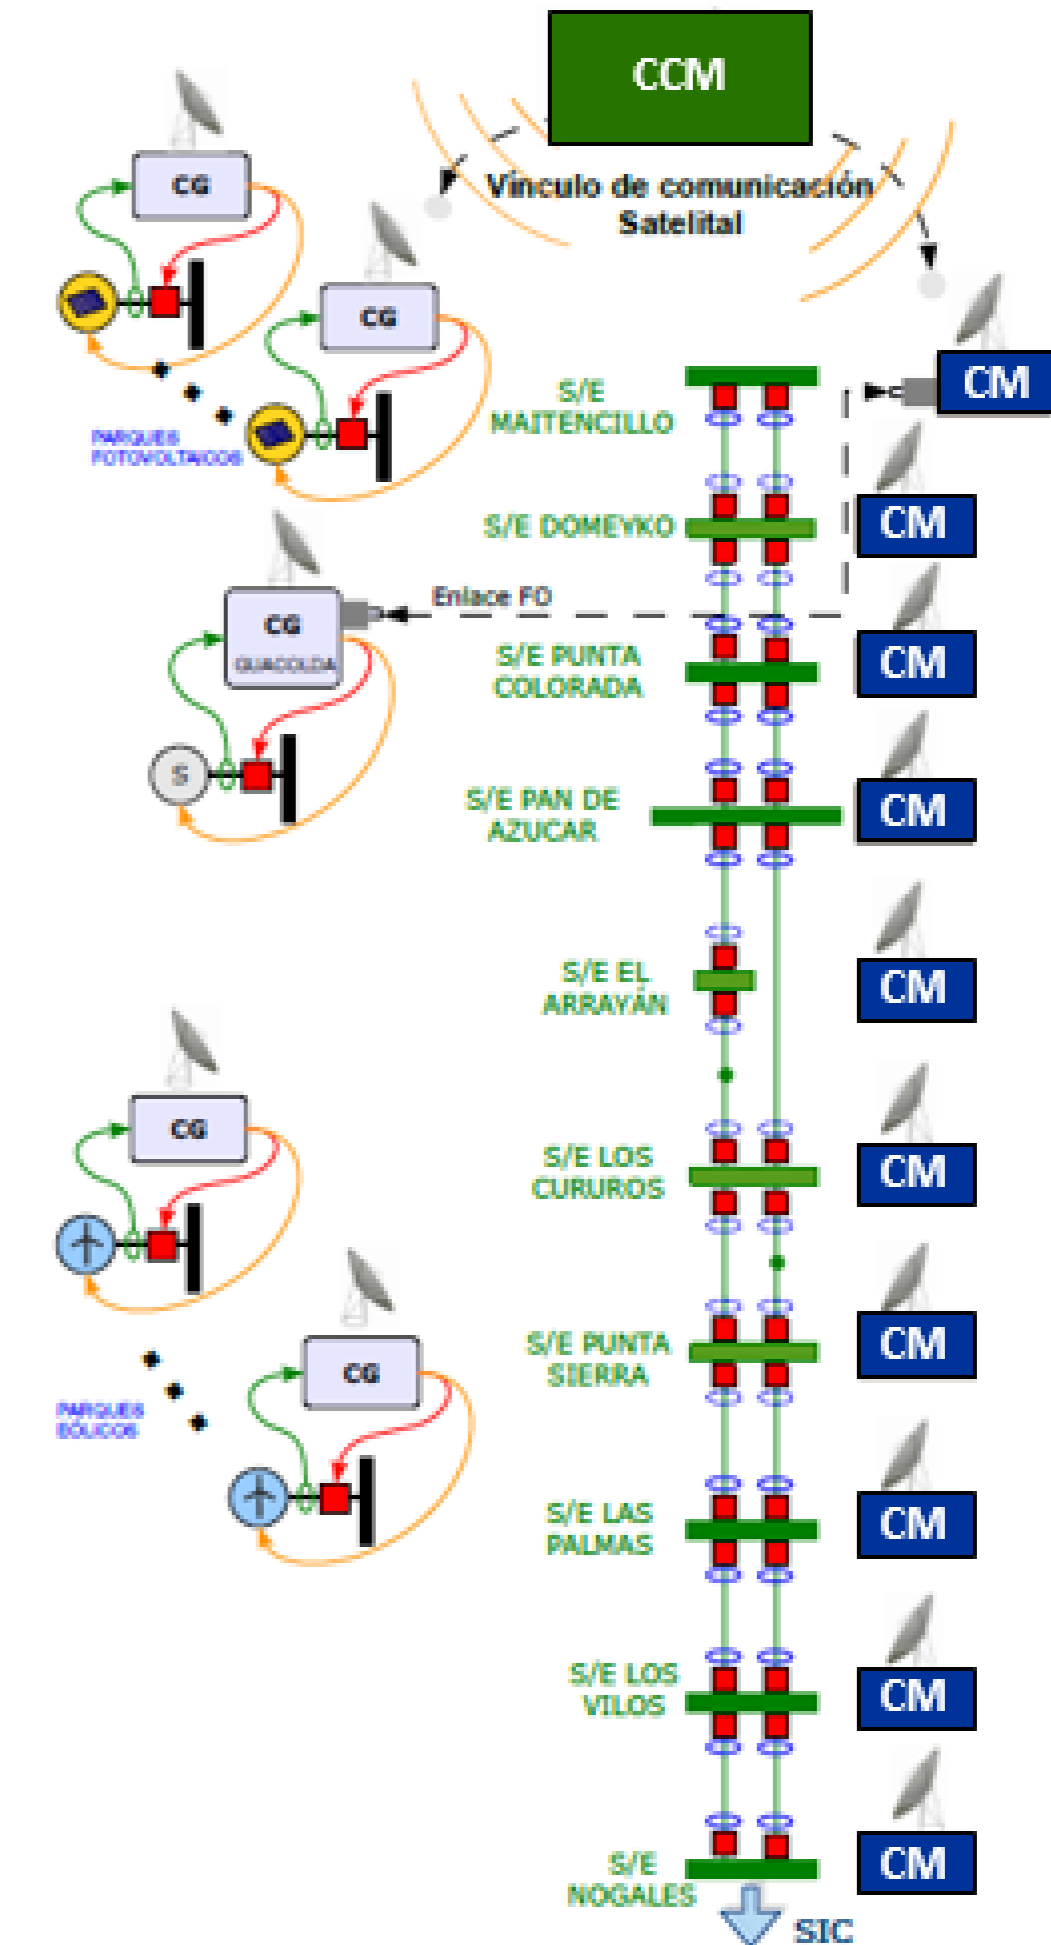 CCM
Vínculo de comunicación
Satelital
CG
CG
PARQUES
FOTOVOLTAICOS
CG
GUACOLDA
Enlace FO
S
CG
CG
PARQUES
EÓLICOS
S/E
MAITENCILLO
CM
S/E DOMEYKO
CM
S/E PUNTA
COLORADA
CM
S/E PAN DE
AZUCAR
CM
S/E EL
ARRAYÁN
CM
S/E LOS
CURUROS
CM
S/E PUNTA
SIERRA
CM
S/E LAS
PALMAS
CM
S/E LOS
VILOS
CM
S/E
NOGALES
CM
SIC